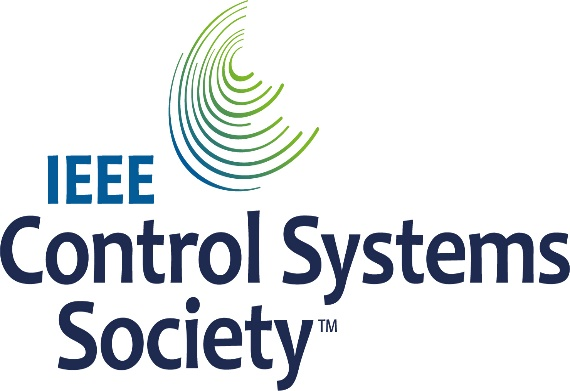 IEEE
Control Systems
Society™